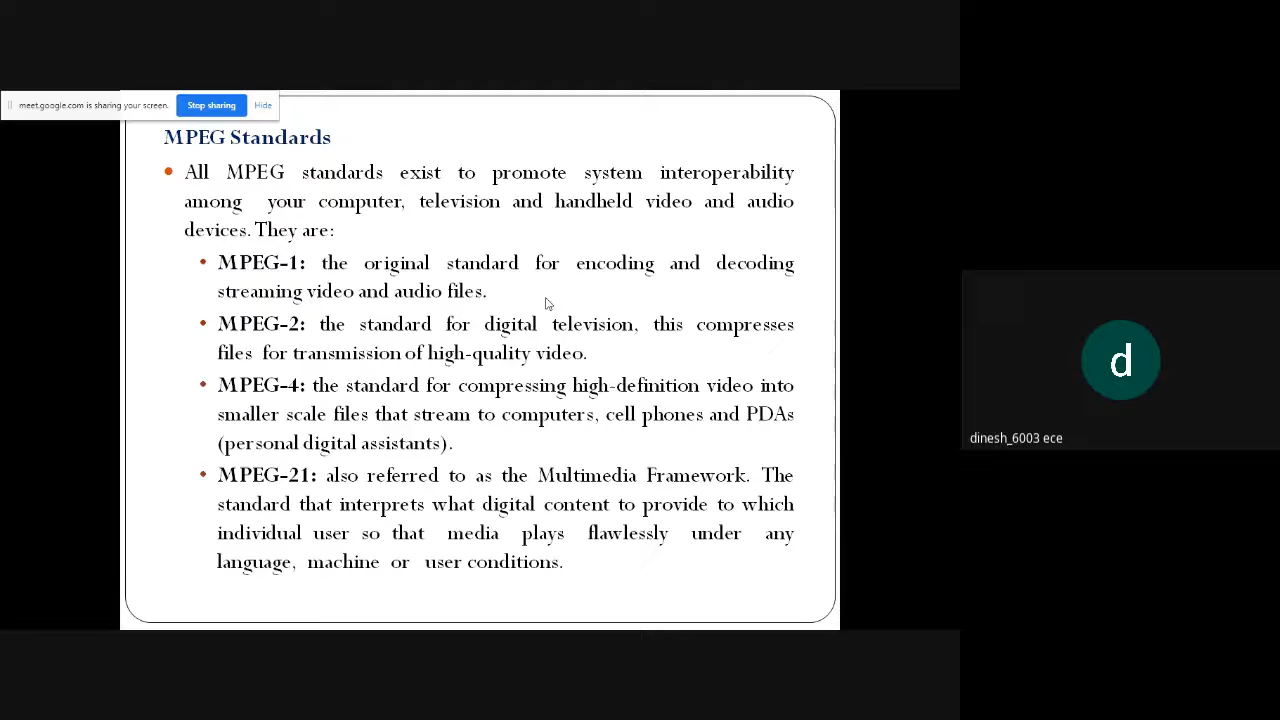 meet.google.com is sharing your screen.
Stop sharing
Hide
MPEG Standards
All MPEG standards exist to promote system interoperability
among your computer, television and handheld video and audio
devices. They are:
MPEG-1: the original standard for encoding and decoding
streaming video and audio files.
MPEG-2: the standard for digital television, this compresses
files for transmission of high-quality video.
MPEG-4: the standard for compressing high-definition video into
smaller scale files that stream to computers, cell phones and PDAs
(personal digital assistants).
MPEG-21: also referred to as the Multimedia Framework. The
standard that interprets what digital content to provide to which
individual user so that media plays flawlessly under any
language, machine or user conditions.
d
dinesh_6003 ece